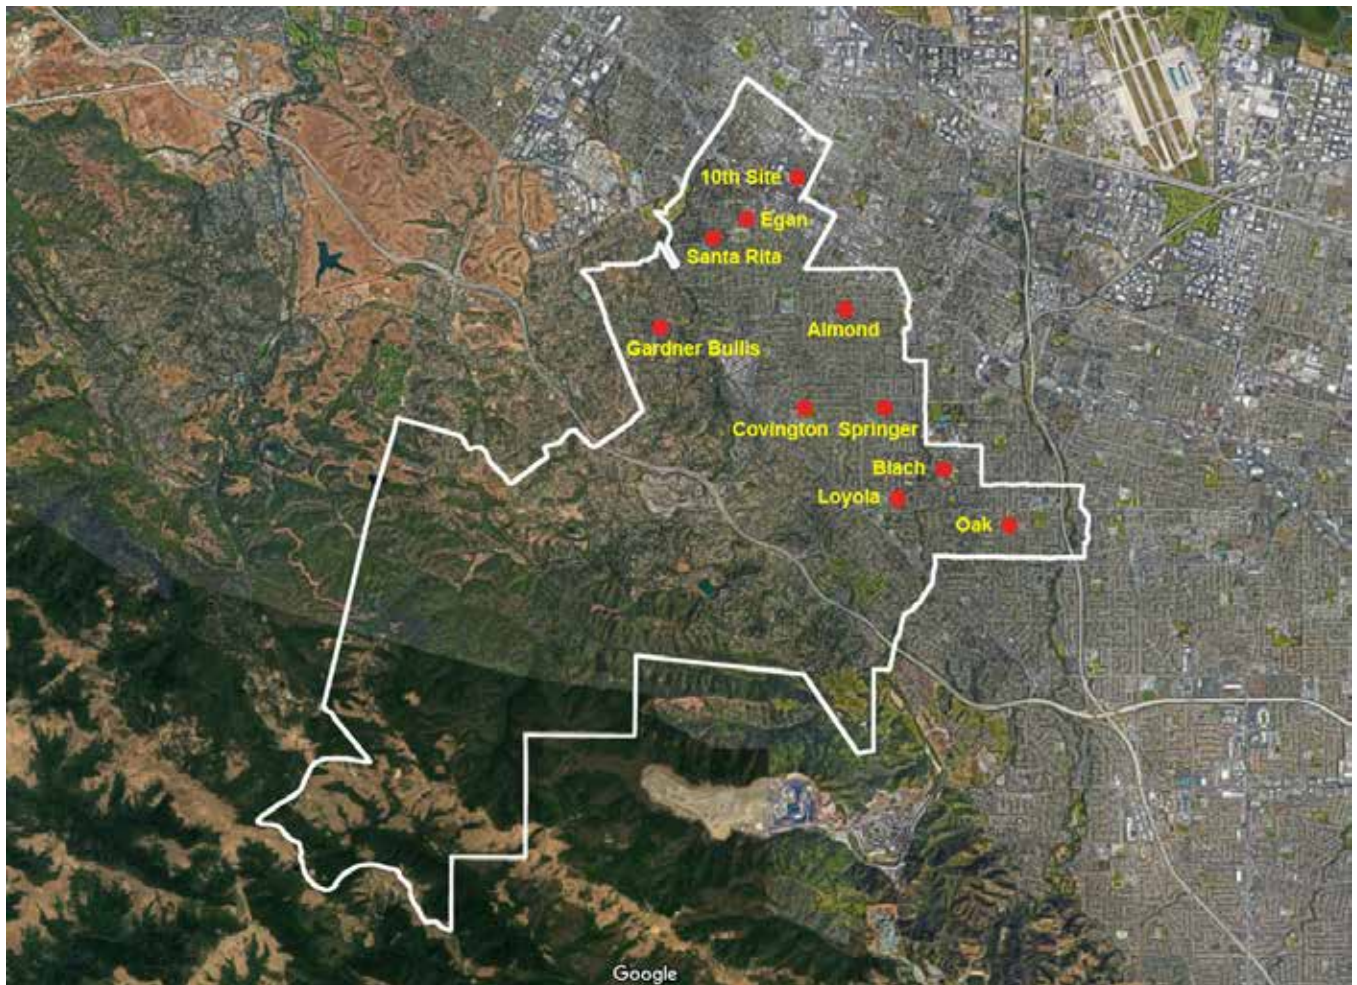 10th Site
Egan
Santa Rita
Almond
Gardner Bullis
Covington
Springer
Blach
Loyola
Oak
Google